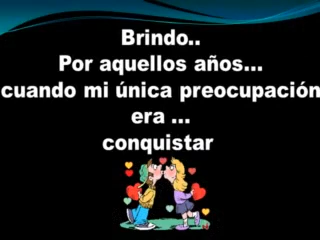 Brindo..
Por aquellos años...
cuando mi única preocupación
era ...
conquistar